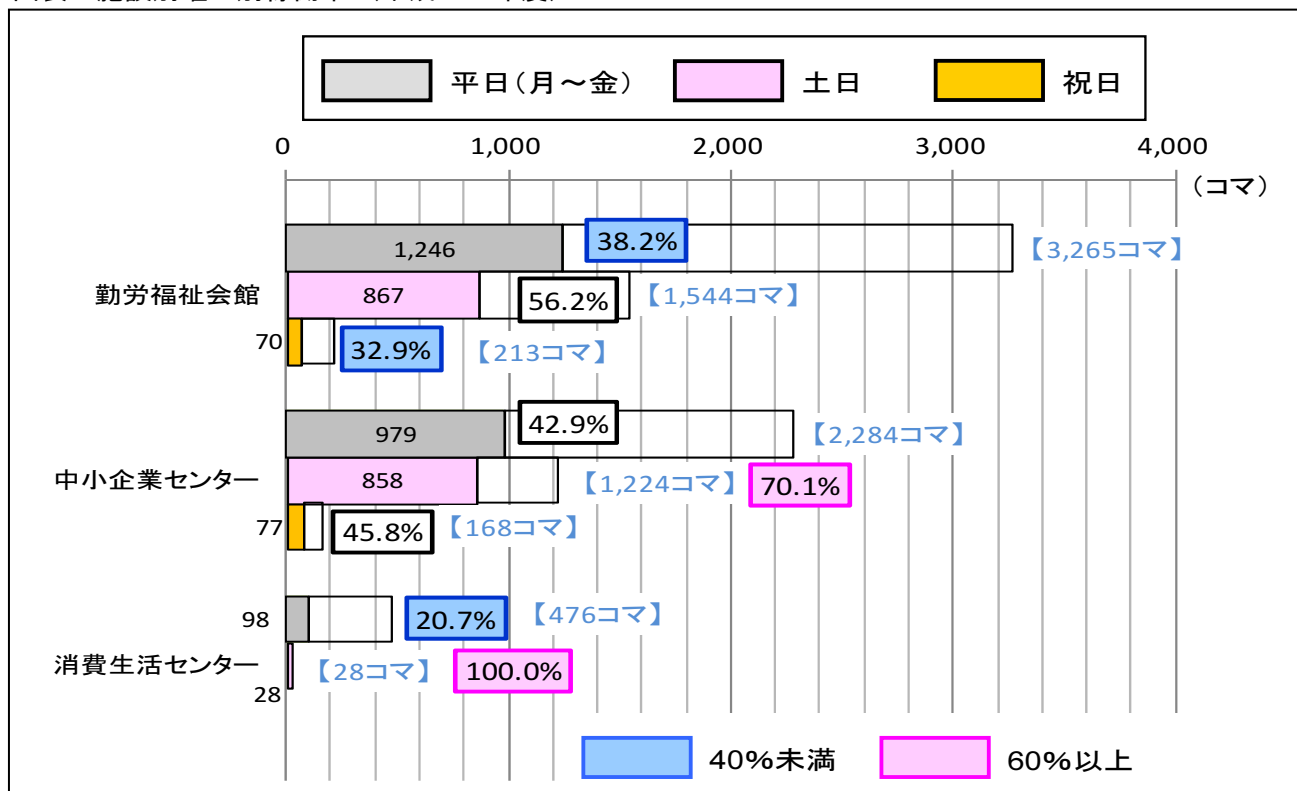 平日(月～金) 土日 祝日
0 1,000 2,000 3,000 4,000
(コマ)
1,246 38.2% 【3,265コマ】
勤労福祉会館 867 56.2% 【1,544コマ】
70 32.9% 【213コマ】
979 42.9% 【2,284コマ】
中小企業センター 858 【1,224コマ】 70.1%
77 45.8% 【168コマ】
98 20.7% 【476コマ】
消費生活センター 【28コマ】 100.0%
28
40%未満 60%以上